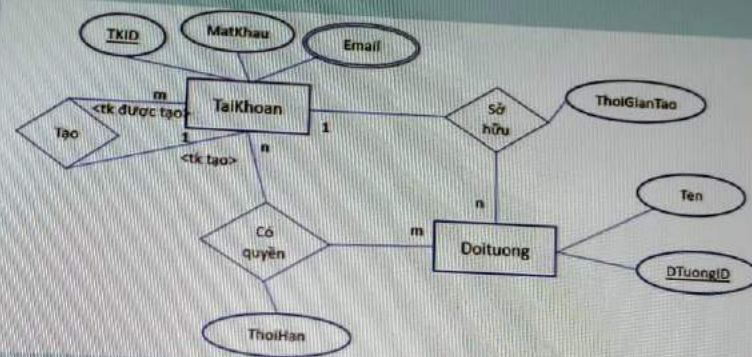 TKID
MatKhau
Email
m
TaiKhoan
ThoiGianTao
<tk được tạo>
Sở
hữu
Tạo
1
1
<tk tạo>
n
n
Ten
Có
quyền
m
Doituong
DTuongID
ThoiHan